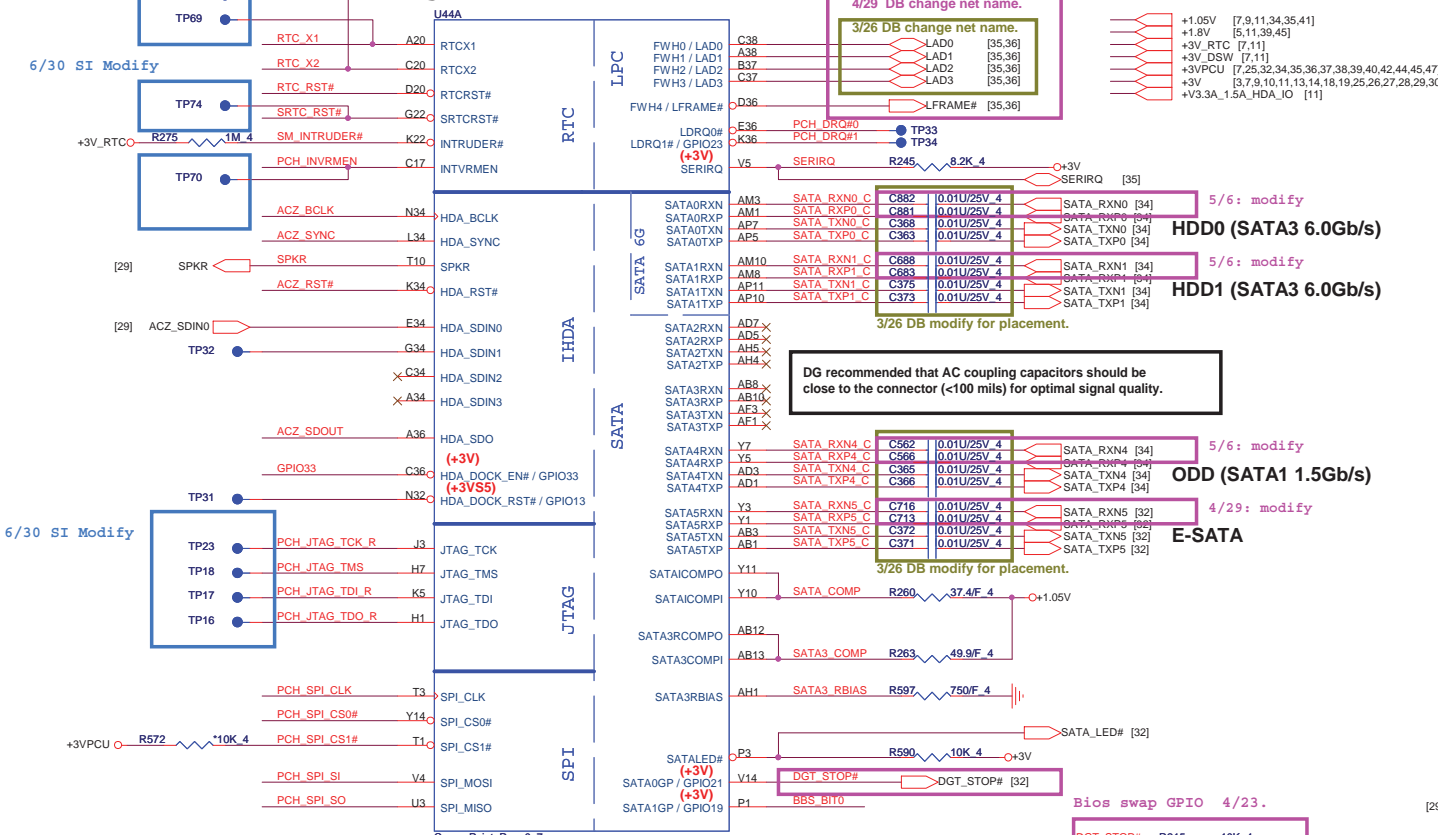 4/29 DB change net name.
TP69
U44A
3/26 DB change net name.
+1.05V [7,9,11,34,35,41]
+1.8V [5,11,39,45]
+3V_RTC [7,11]
+3V_DSW [7,11]
+3VPCU [7,25,32,34,35,36,37,38,39,40,42,44,45,47]
+3V [3,7,9,10,11,13,14,18,19,25,26,27,28,29,30
+V3.3A_1.5A_HDA_IO [11]
6/30 SI Modify
RTC_X1 A20 RTCX1
RTC_X2 C20 RTCX2
RTC_RST# D20 RTCRST#
TP74
SRTC_RST# G22 SRTCRST#
+3V_RTC R275 1M_4 SM_INTRUDER# K22 INTRUDER#
PCH_INVRMEN C17 INTVRMEN
TP70
RTC
LPC
FWH0 / LAD0 C38 LAD0 [35,36]
FWH1 / LAD1 A38 LAD1 [35,36]
FWH2 / LAD2 B37 LAD2 [35,36]
FWH3 / LAD3 C37 LAD3 [35,36]
FWH4 / LFRAME# D36 LFRAME# [35,36]
LDRQ0# E36 PCH_DRQ#0 TP33
LDRQ1# / GPIO23 K36 PCH_DRQ#1 TP34
(+3V)
SERIRQ V5 SERIRQ R245 8.2K_4 +3V
SERIRQ [35]
ACZ_BCLK N34 HDA_BCLK
ACZ_SYNC L34 HDA_SYNC
[29] SPKR SPKR T10 SPKR
ACZ_RST# K34 HDA_RST#
[29] ACZ_SDIN0 E34 HDA_SDIN0
TP32 G34 HDA_SDIN1
C34 HDA_SDIN2
A34 HDA_SDIN3
ACZ_SDOUT A36 HDA_SDO
(+3V)
GPIO33 C36 HDA_DOCK_EN# / GPIO33
(+3VS5)
TP31 N32 HDA_DOCK_RST# / GPIO13
IHDA
SATA 6G
SATA
SATA0RXN AM3 SATA_RXN0_C C882 0.01U/25V_4 SATA_RXN0 [34]
SATA0RXP AM1 SATA_RXP0_C C881 0.01U/25V_4 SATA_RXP0 [34]
SATA0TXN AP7 SATA_TXN0_C C368 0.01U/25V_4 SATA_TXN0 [34]
SATA0TXP AP5 SATA_TXP0_C C363 0.01U/25V_4 SATA_TXP0 [34]
5/6: modify
HDD0 (SATA3 6.0Gb/s)
SATA1RXN AM10 SATA_RXN1_C C688 0.01U/25V_4 SATA_RXN1 [34]
SATA1RXP AM8 SATA_RXP1_C C683 0.01U/25V_4 SATA_RXP1 [34]
SATA1TXN AP11 SATA_TXN1_C C375 0.01U/25V_4 SATA_TXN1 [34]
SATA1TXP AP10 SATA_TXP1_C C373 0.01U/25V_4 SATA_TXP1 [34]
5/6: modify
HDD1 (SATA3 6.0Gb/s)
3/26 DB modify for placement.
SATA2RXN AD7
SATA2RXP AD5
SATA2TXN AH5
SATA2TXP AH4
SATA3RXN AB8
SATA3RXP AB10
SATA3TXN AF3
SATA3TXP AF1
DG recommended that AC coupling capacitors should be
close to the connector (<100 mils) for optimal signal quality.
SATA4RXN Y7 SATA_RXN4_C C562 0.01U/25V_4 SATA_RXN4 [34]
SATA4RXP Y5 SATA_RXP4_C C566 0.01U/25V_4 SATA_RXP4 [34]
SATA4TXN AD3 SATA_TXN4_C C365 0.01U/25V_4 SATA_TXN4 [34]
SATA4TXP AD1 SATA_TXP4_C C366 0.01U/25V_4 SATA_TXP4 [34]
5/6: modify
ODD (SATA1 1.5Gb/s)
SATA5RXN Y3 SATA_RXN5_C C716 0.01U/25V_4 SATA_RXN5 [32]
SATA5RXP Y1 SATA_RXP5_C C713 0.01U/25V_4 SATA_RXP5 [32]
SATA5TXN AB3 SATA_TXN5_C C372 0.01U/25V_4 SATA_TXN5 [32]
SATA5TXP AB1 SATA_TXP5_C C371 0.01U/25V_4 SATA_TXP5 [32]
4/29: modify
E-SATA
3/26 DB modify for placement.
6/30 SI Modify
TP23 PCH_JTAG_TCK_R J3 JTAG_TCK
TP18 PCH_JTAG_TMS H7 JTAG_TMS
TP17 PCH_JTAG_TDI_R K5 JTAG_TDI
TP16 PCH_JTAG_TDO_R H1 JTAG_TDO
JTAG
SATAICOMPO Y11
SATAICOMPI Y10 SATA_COMP R260 37.4/F_4 +1.05V
SATA3RCOMPO AB12
SATA3COMPI AB13 SATA3_COMP R263 49.9/F_4
SATA3RBIAS AH1 SATA3_RBIAS R597 750/F_4
PCH_SPI_CLK T3 SPI_CLK
PCH_SPI_CS0# Y14 SPI_CS0#
+3VPCU R572 *10K_4 PCH_SPI_CS1# T1 SPI_CS1#
PCH_SPI_SI V4 SPI_MOSI
PCH_SPI_SO U3 SPI_MISO
SPI
SATA_LED# [32]
SATALED# P3 R590 10K_4 +3V
(+3V)
SATA0GP / GPIO21 V14 DGT_STOP# DGT_STOP# [32]
(+3V)
SATA1GP / GPIO19 P1 BBS_BIT0
Bios swap GPIO 4/23.
[29